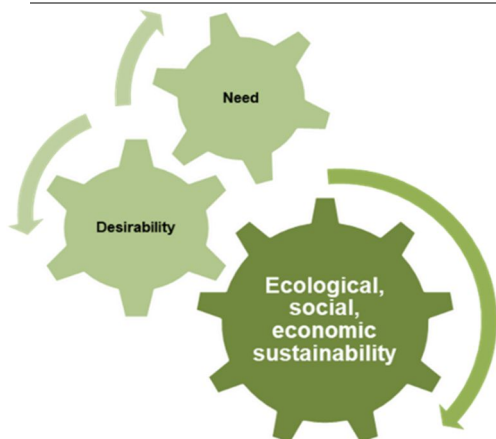 Need
Desirability
Ecological,
social,
economic
sustainability